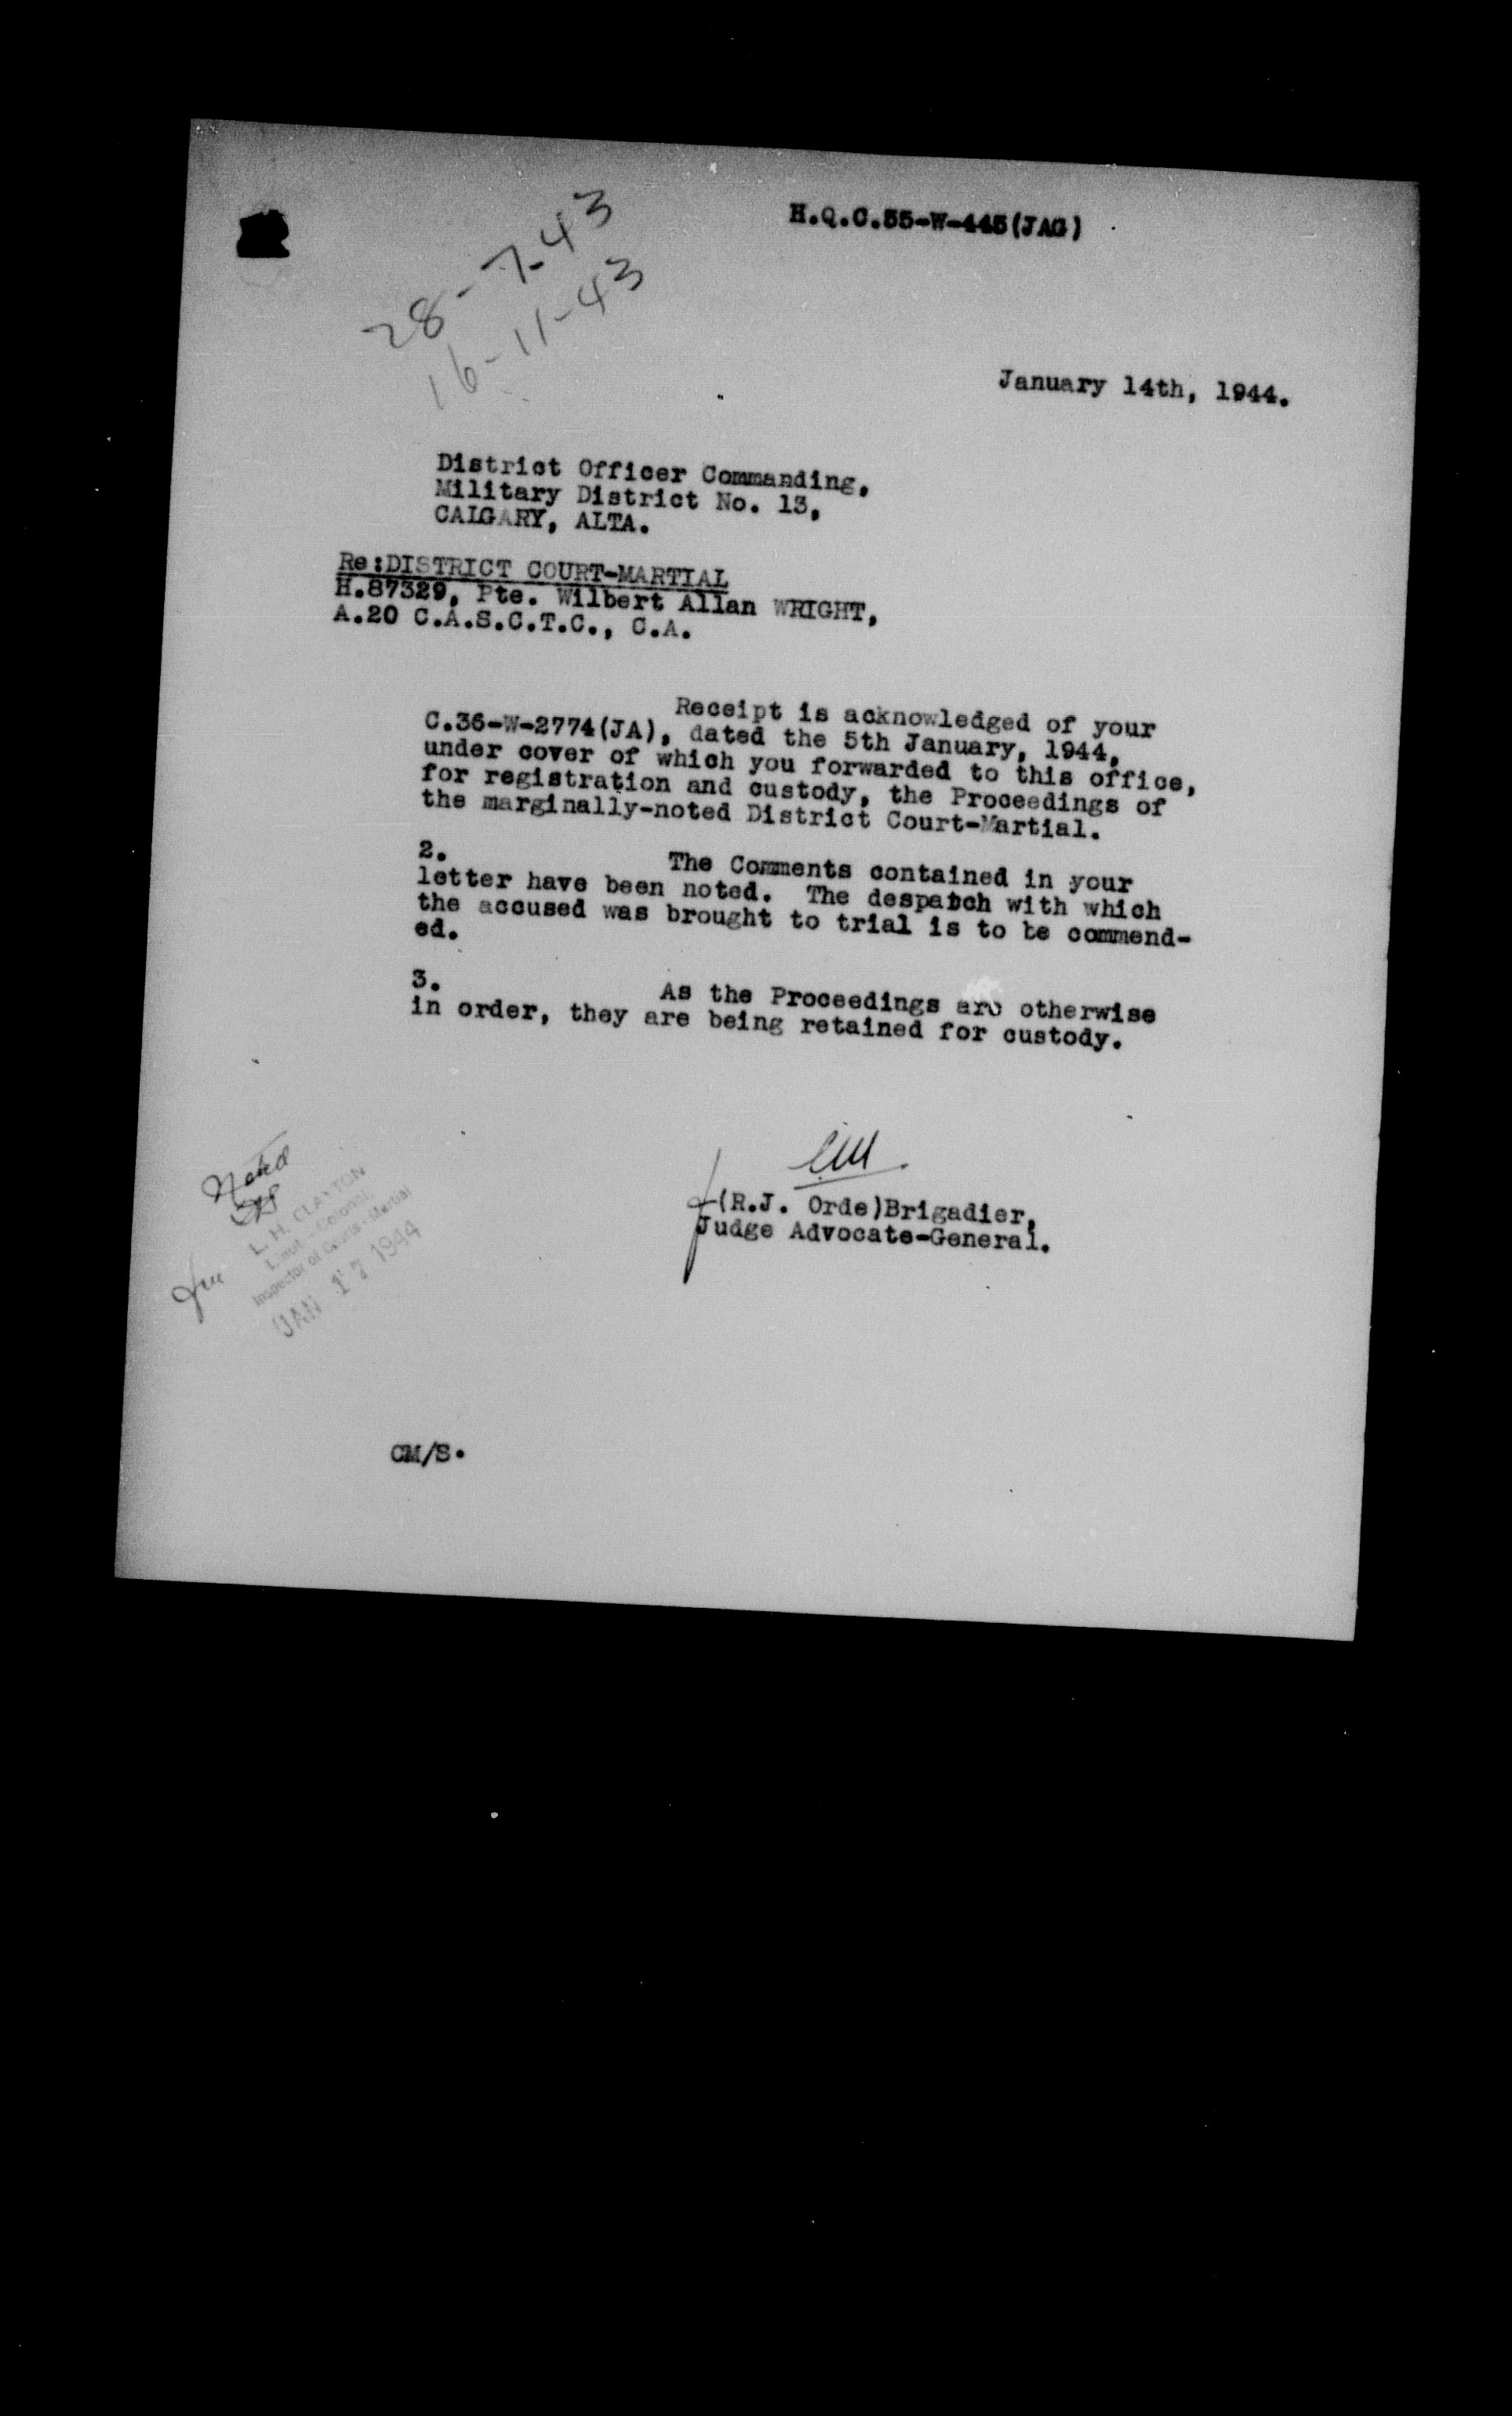 H.Q.C.55-W-445(JAG)
28-7-43
16-11-43
January 14th, 1944.
District Officer Commanding,
Military District No. 13,
CALGARY, ALTA.
Re:DISTRICT COURT-MARTIAL
H.87329, Pte. Wilbert Allan WRIGHT,
A.20 C.A.S.C.T.C., C.A.
Receipt is acknowledged of your
C.36-W-2774(JA), dated the 5th January, 1944,
under cover of which you forwarded to this office,
for registration and custody, the Proceedings of
the marginally-noted District Court-Martial.
2. The Comments contained in your
letter have been noted. The despatch with which
the accused was brought to trial is to be commend-
ed.
3. As the Proceedings are otherwise
in order, they are being retained for custody.
(R.J. Orde)Brigadier,
Judge Advocate-General.
Noted
L. H. CLAYTON
Lieut.-Colonel,
Inspector of Courts-Martial
JAN 17 1944
CM/S.